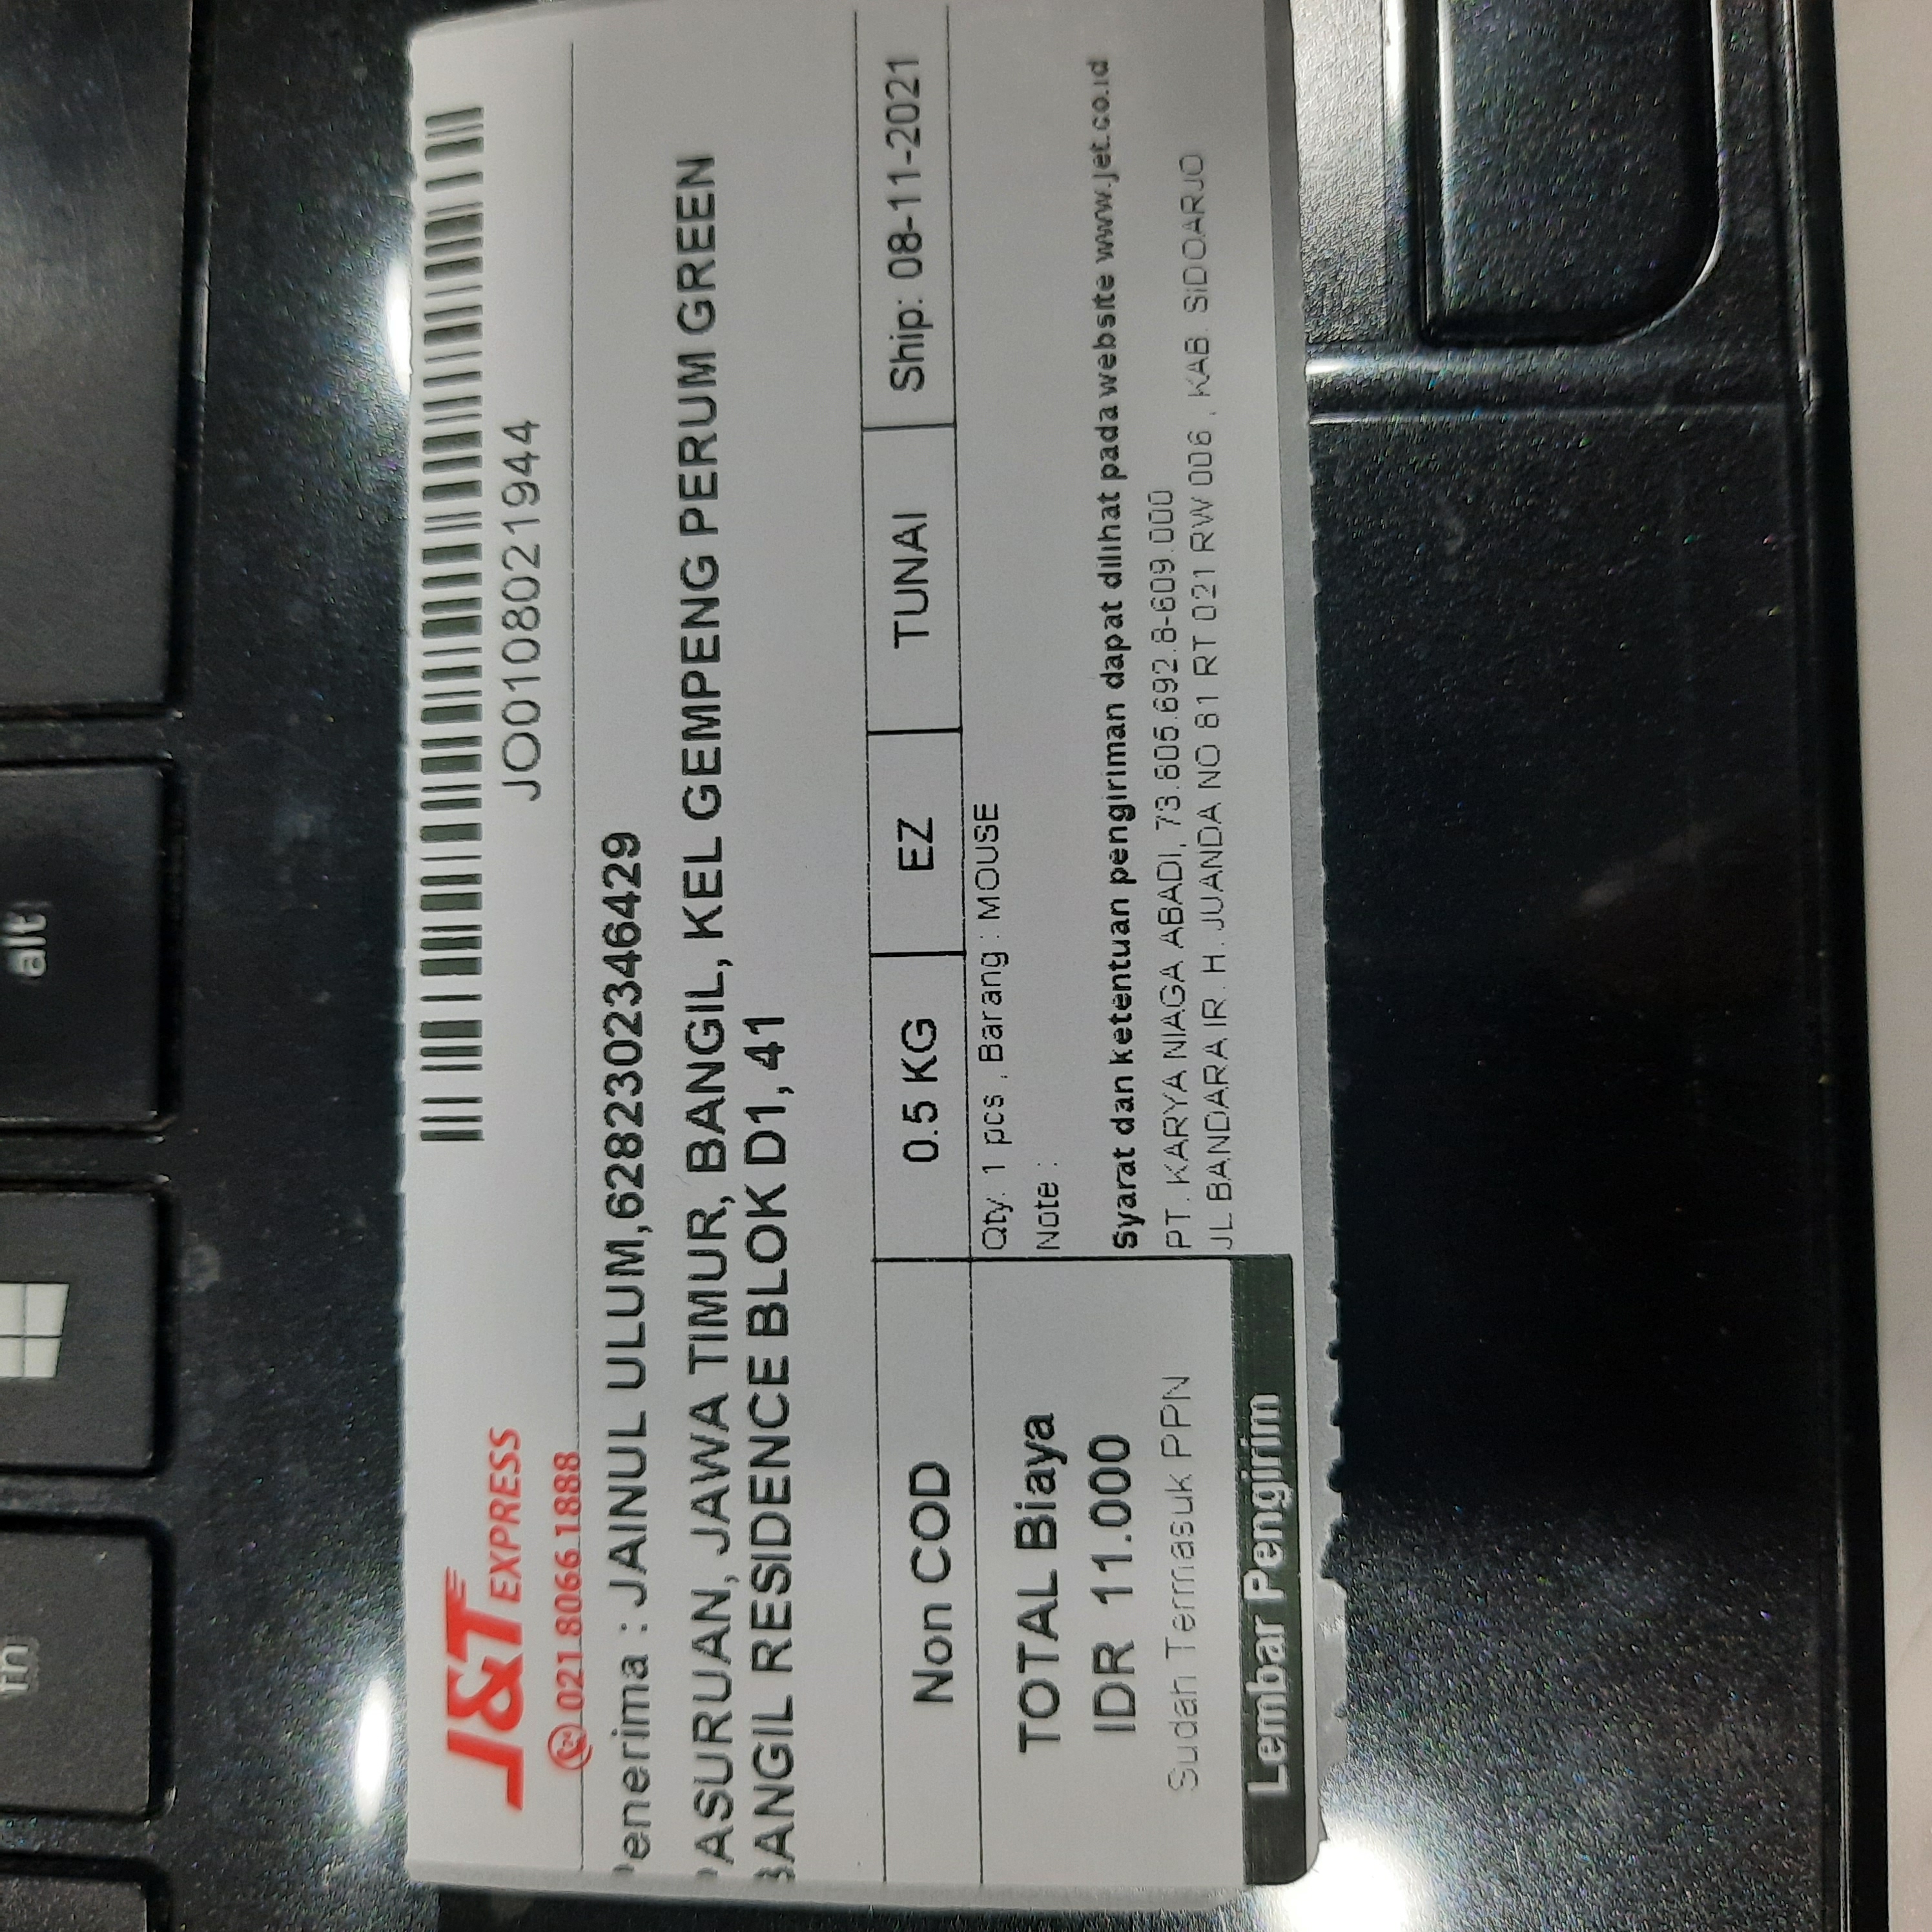 fn
alt
J&T EXPRESS
021 8066 1888
JO0108021944
Penerima : JAINUL ULUM,6282302346429
PASURUAN, JAWA TIMUR, BANGIL, KEL GEMPENG PERUM GREEN
BANGIL RESIDENCE BLOK D1, 41
Non COD
0.5 KG
EZ
TUNAI
Ship: 08-11-2021
TOTAL Biaya
IDR 11.000
Sudah Termasuk PPN
Lembar Pengirim
Qty: 1 pcs , Barang : MOUSE
Note :
Syarat dan ketentuan pengiriman dapat dilihat pada website www.jet.co.id
PT. KARYA NIAGA ABADI, 73.605.692.8-609.000
JL BANDARA IR. H. JUANDA NO 81 RT 021 RW 006 , KAB. SIDOARJO